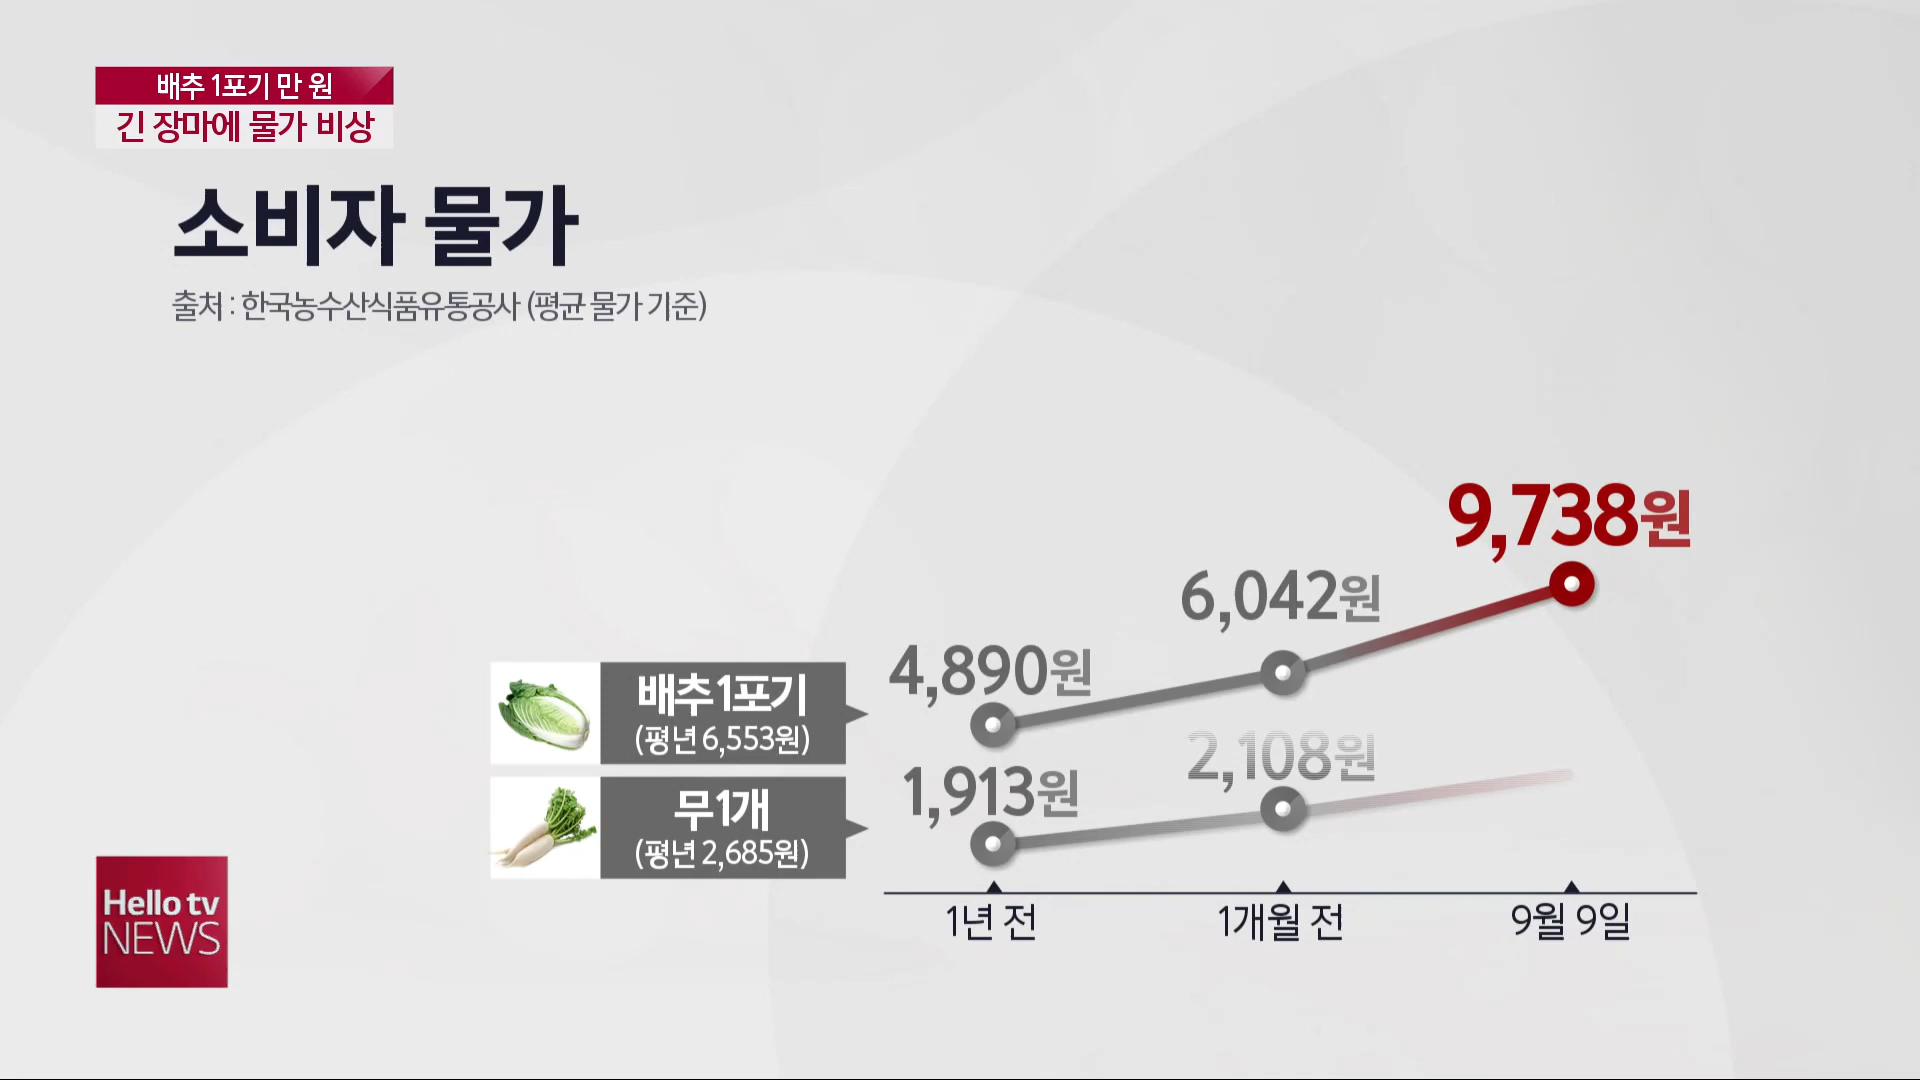 배추 1포기 만 원
긴 장마에 물가 비상
소비자 물가
출처 : 한국농수산식품유통공사 (평균 물가 기준)
9,738원
6,042원
4,890원
배추 1포기
(평년 6,553원)
2,108원
1,913원
무 1개
(평년 2,685원)
1년 전
1개월 전
9월 9일
Hello tv
NEWS